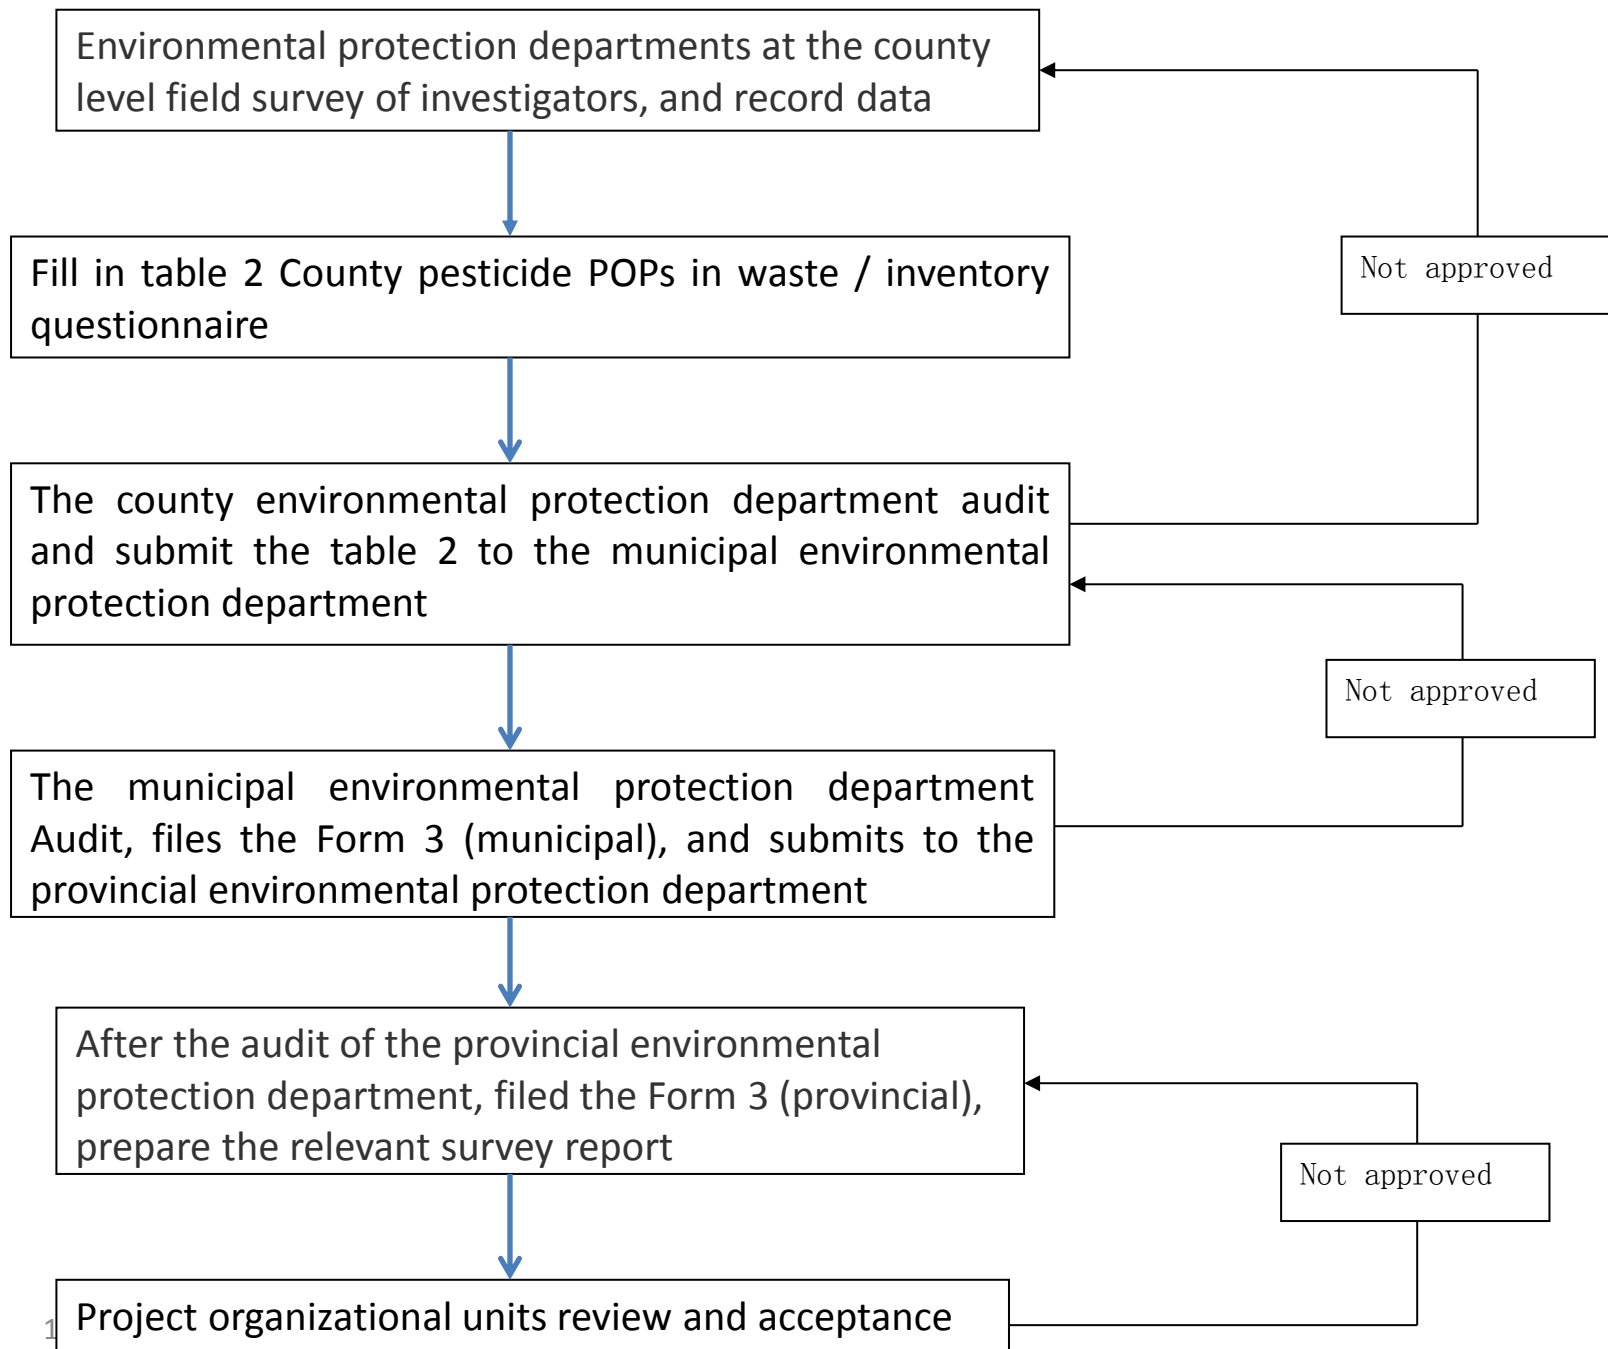 Environmental protection departments at the county
level field survey of investigators, and record data
Fill in table 2 County pesticide POPs in waste / inventory
questionnaire
Not approved
The county environmental protection department audit
and submit the table 2 to the municipal environmental
protection department
Not approved
The municipal environmental protection department
Audit, files the Form 3 (municipal), and submits to the
provincial environmental protection department
After the audit of the provincial environmental
protection department, filed the Form 3 (provincial),
prepare the relevant survey report
Not approved
Project organizational units review and acceptance
1